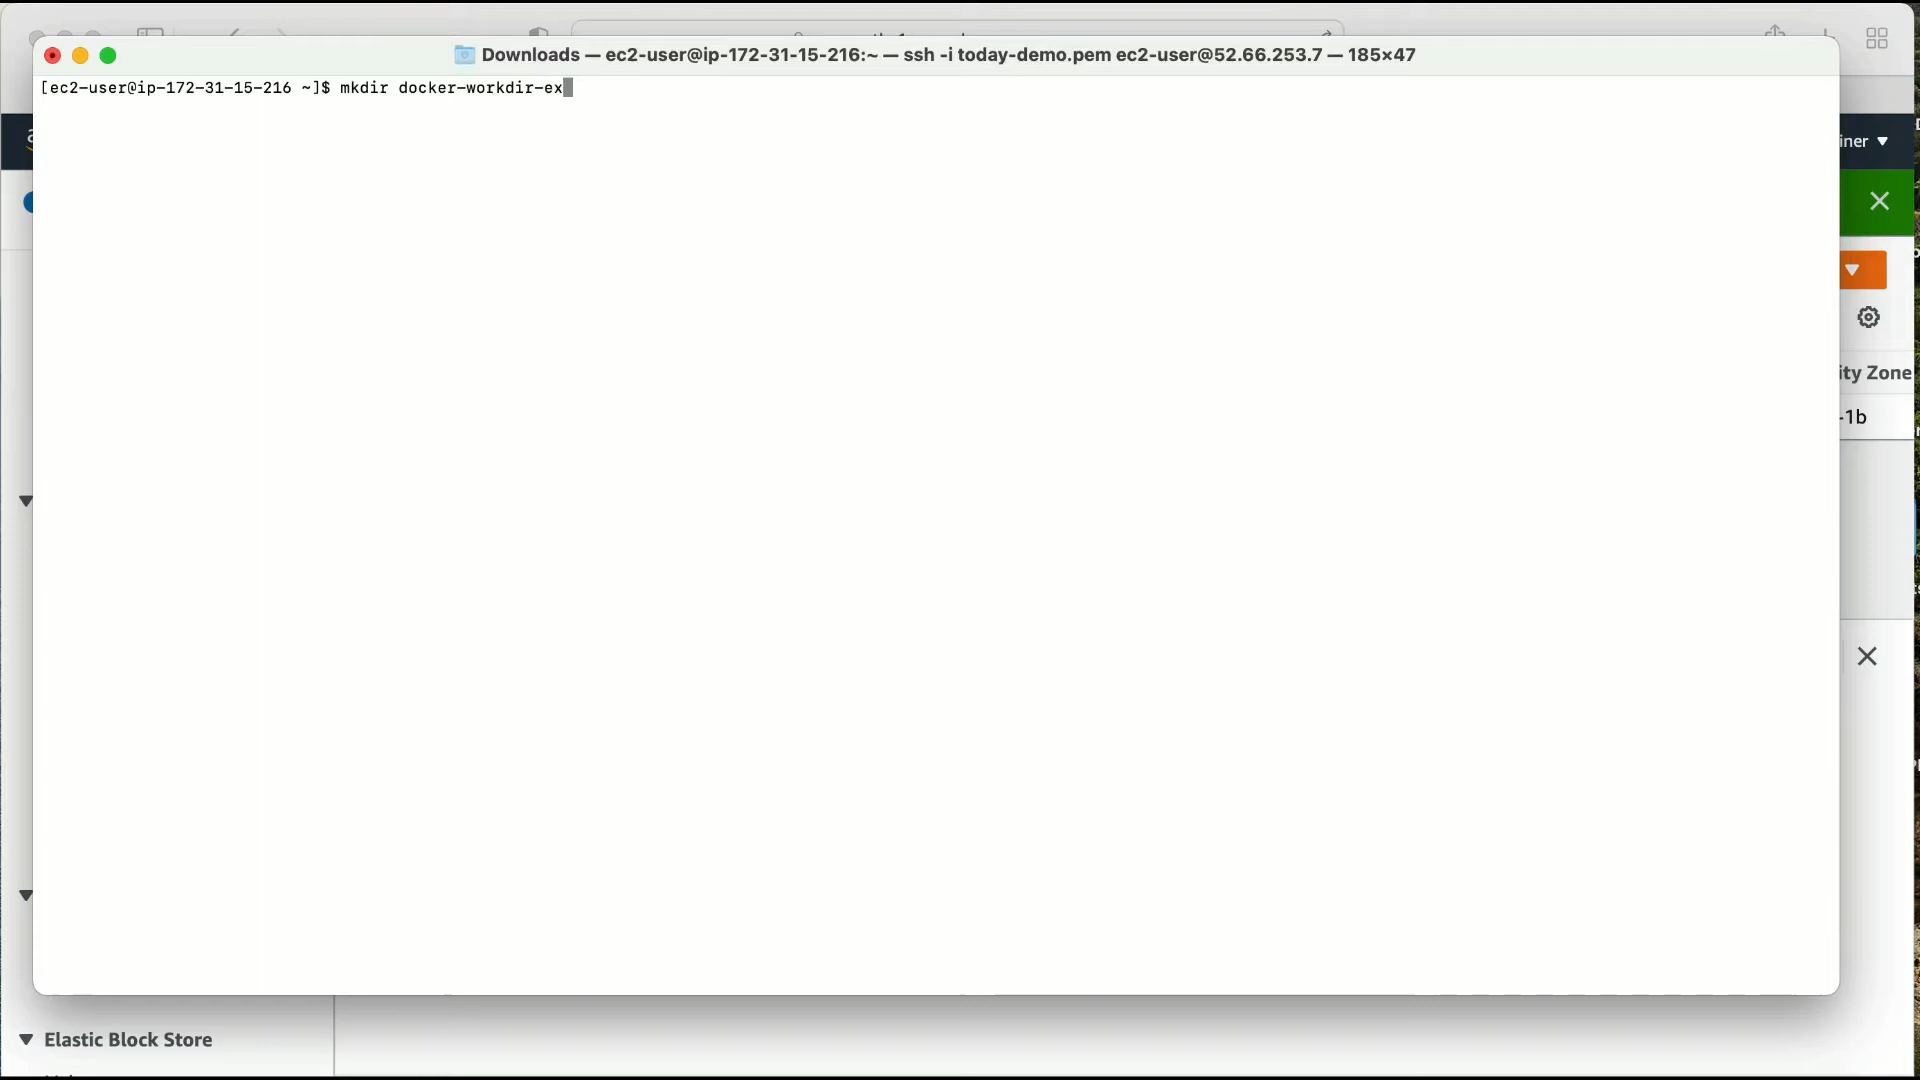 Downloads — ec2-user@ip-172-31-15-216:~ — ssh -i today-demo.pem ec2-user@52.66.253.7 — 185×47
[ec2-user@ip-172-31-15-216 ~]$ mkdir docker-workdir-ex
iner
ity Zone
-1b
Elastic Block Store